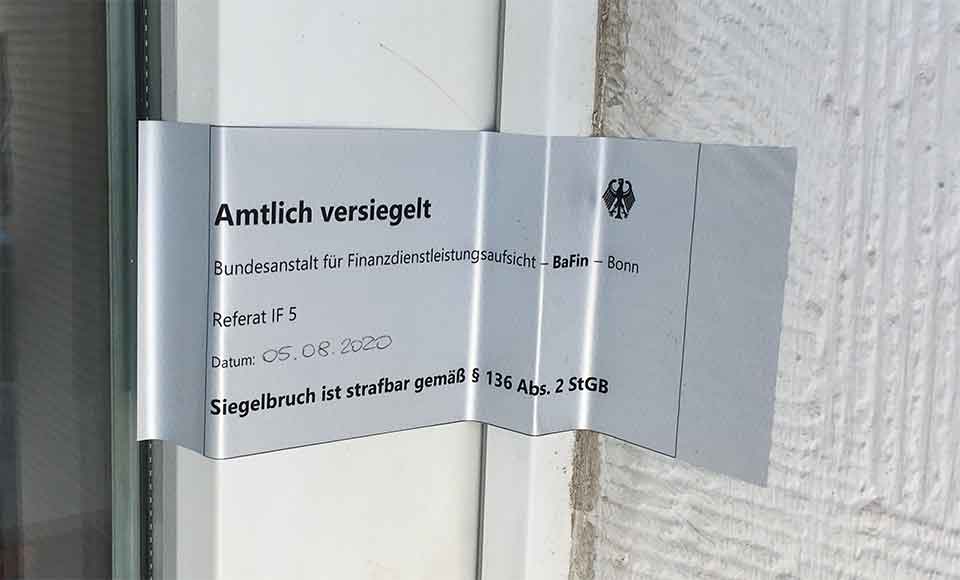 Amtlich versiegelt
Bundesanstalt für Finanzdienstleistungsaufsicht – BaFin – Bonn
Referat IF 5
Datum: 05.08.2020
Siegelbruch ist strafbar gemäß § 136 Abs. 2 StGB